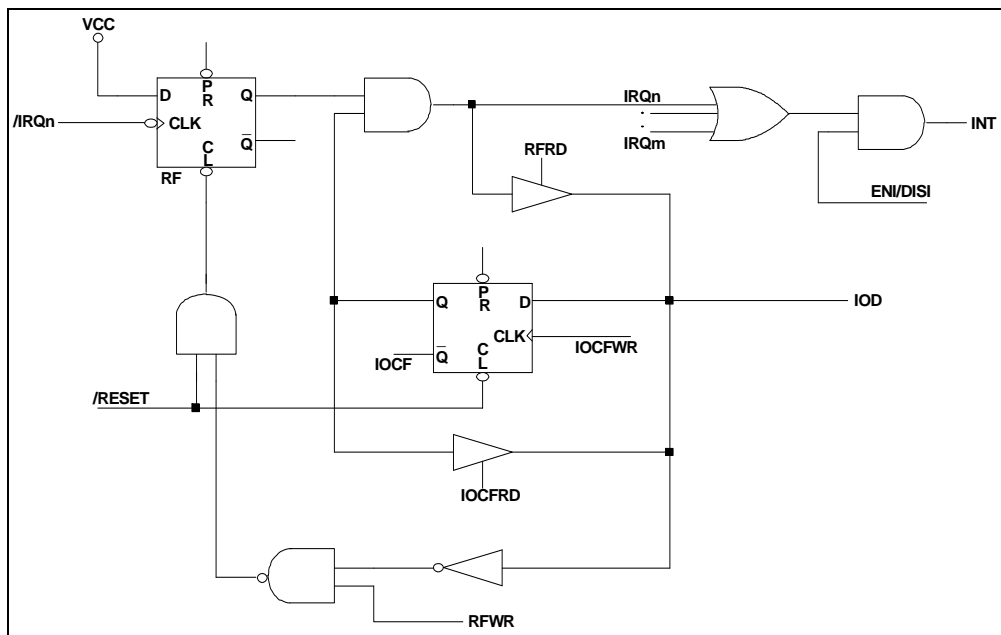 VCC
D
P
R
Q
/IRQn
CLK
C
L
Q
RF
IRQn
IRQm
INT
RFRD
ENI/DISI
Q
P
R
D
IOD
CLK
IOCFWR
IOCF
Q
C
L
/RESET
IOCFRD
RFWR